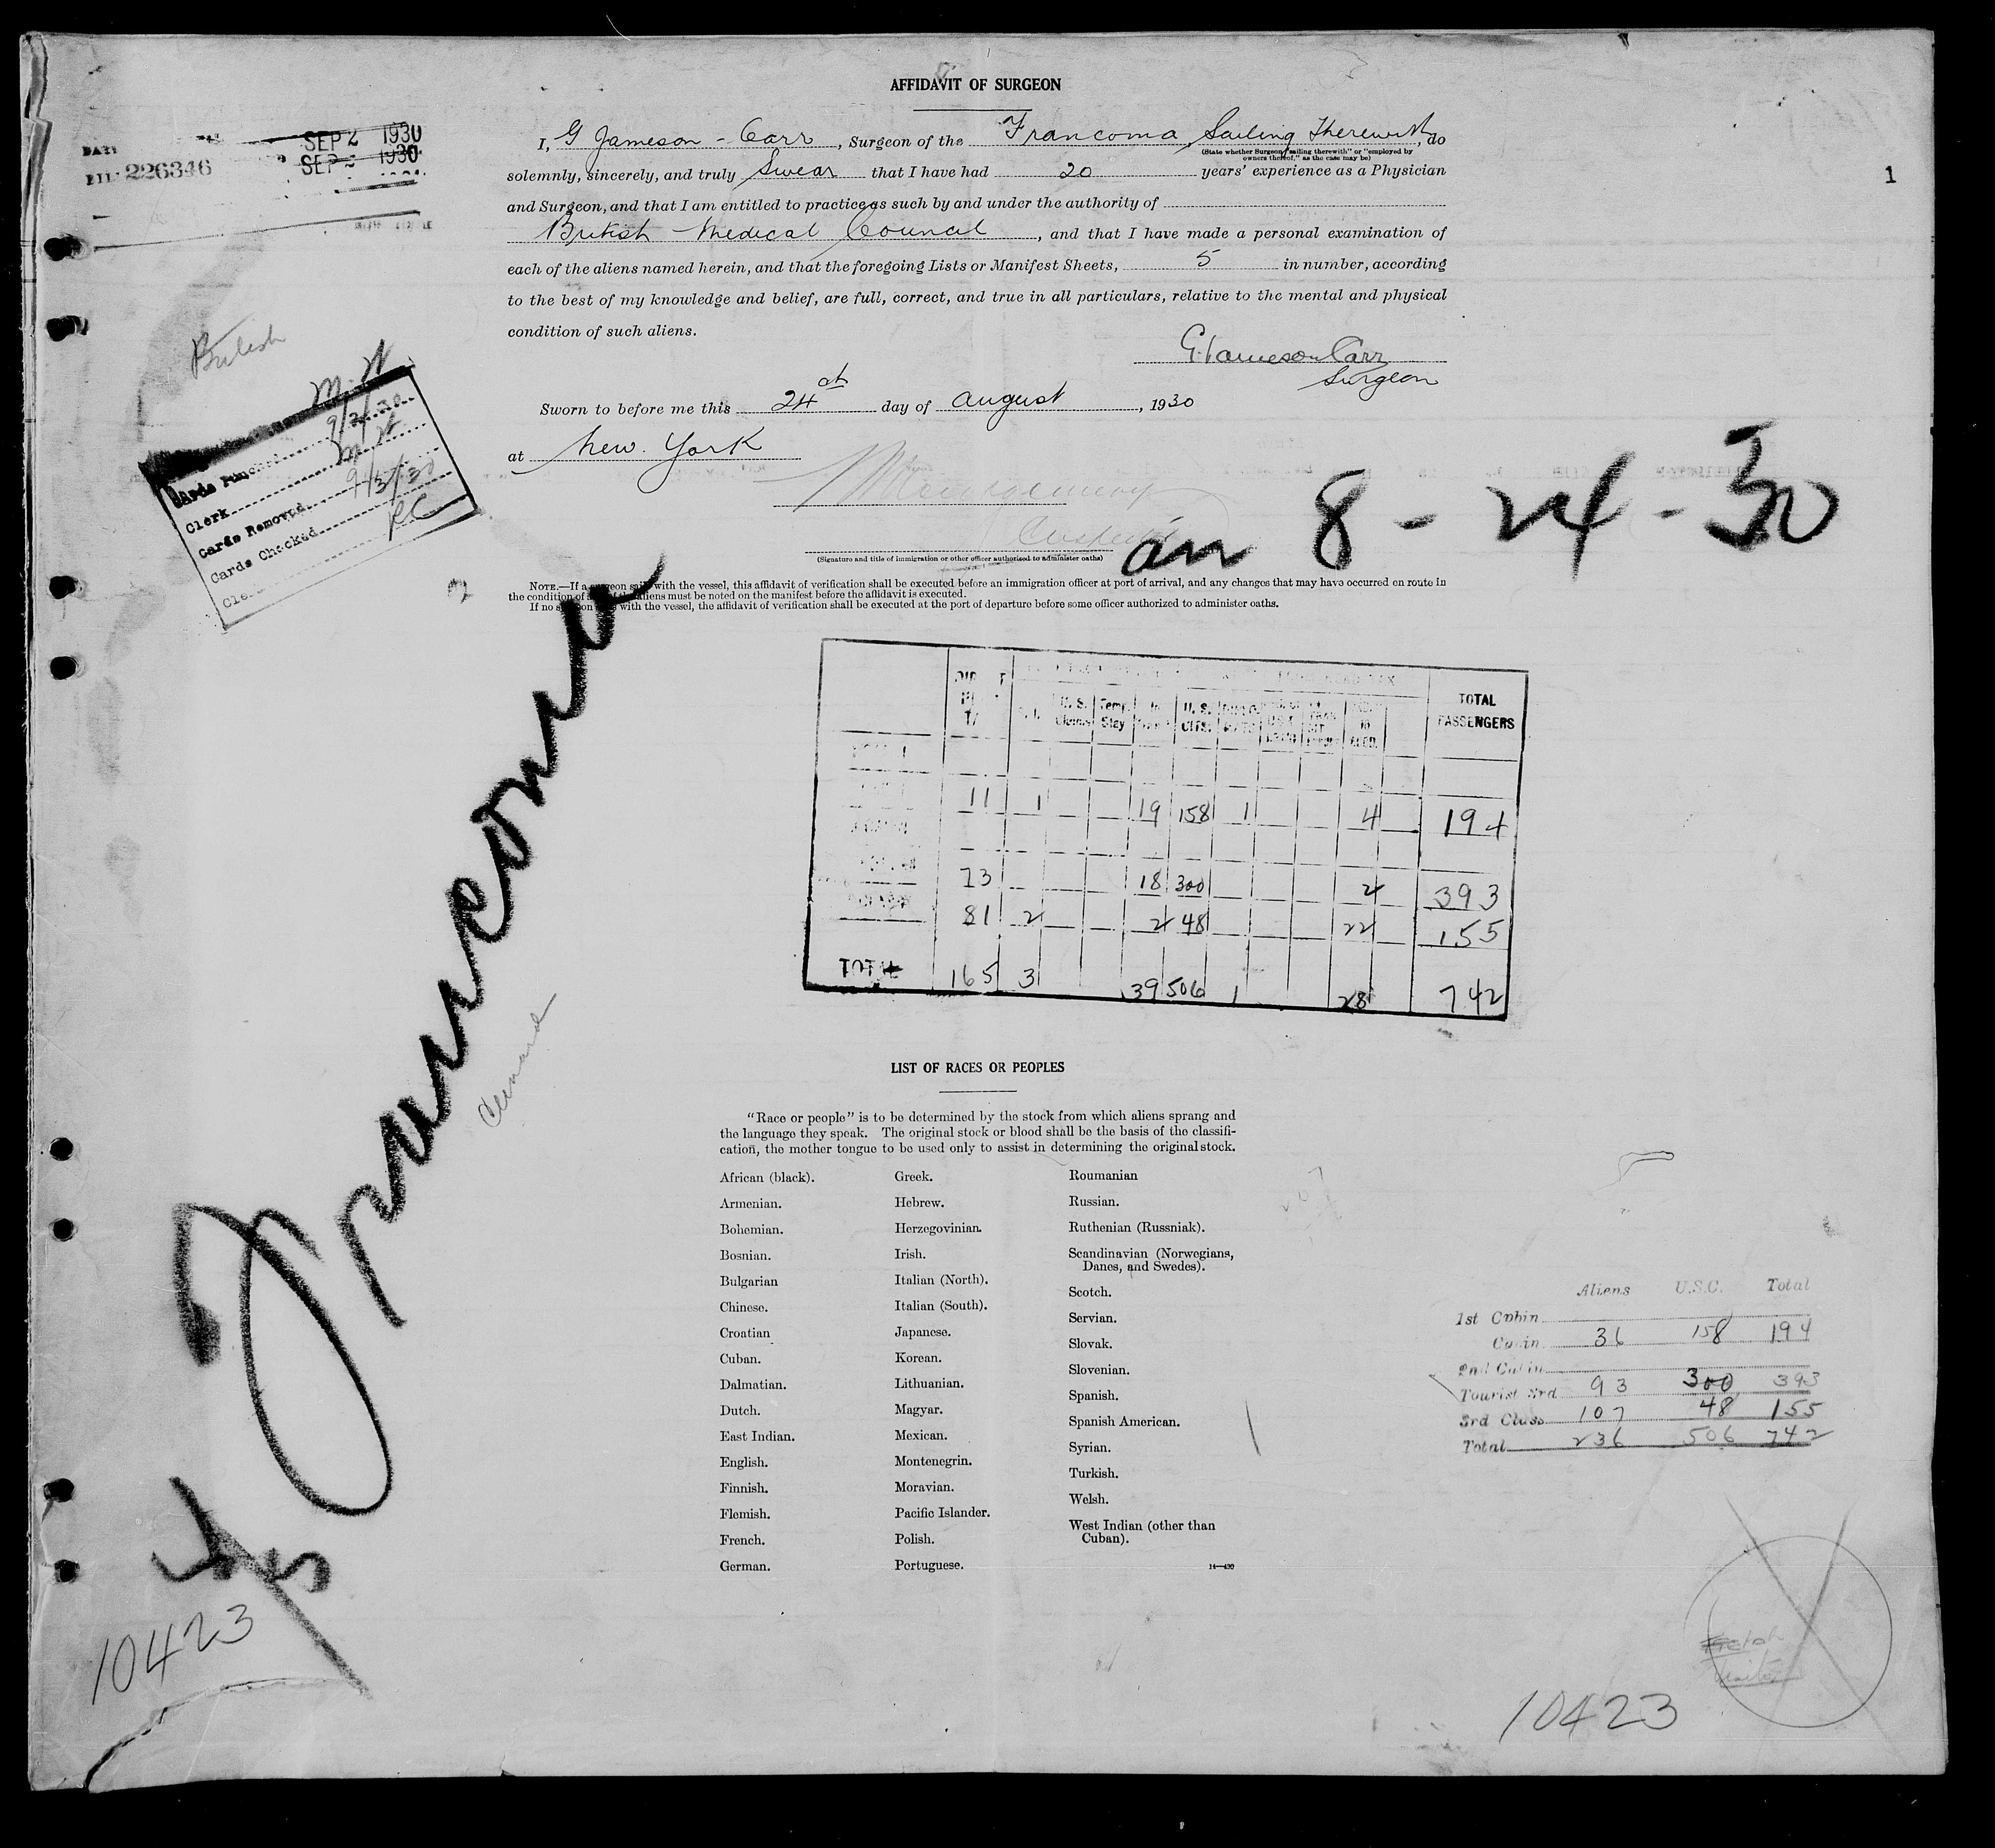 AFFIDAVIT OF SURGEON
I, G Jameson - Carr, Surgeon of the Franconia, Sailing Therewith, do
(State whether Surgeon "sailing therewith" or "employed by
owners thereof," as the case may be)
solemnly, sincerely, and truly Swear that I have had 20 years' experience as a Physician
and Surgeon, and that I am entitled to practice as such by and under the authority of
British Medical Council, and that I have made a personal examination of
each of the aliens named herein, and that the foregoing Lists or Manifest Sheets, 5 in number, according
to the best of my knowledge and belief, are full, correct, and true in all particulars, relative to the mental and physical
condition of such aliens.
G. Jameson Carr
Surgeon
Sworn to before me this 24th day of August, 1930
at New York
(Signature and title of immigration or other officer authorized to administer oaths)
NOTE.—If a surgeon sails with the vessel, this affidavit of verification shall be executed before an immigration officer at port of arrival, and any changes that may have occurred en route in
the condition of any of the aliens must be noted on the manifest before the affidavit is executed.
If no surgeon sails with the vessel, the affidavit of verification shall be executed at the port of departure before some officer authorized to administer oaths.
SEP 2 1930
SEP 1930
226346
1
British
Cards Punched
9/2/30
Clerk
Cards Removed 9/3/30
Cards Checked RC
an 8-24-30
Franconia
Cunard
U.S. Temp. Stay U.S. Cits. TOTAL PASSENGERS
11 1 19 158 1 4 194
73 18 300 2 393
81 2 2 48 22 155
TOTAL 165 3 39 506 1 28 742
LIST OF RACES OR PEOPLES
"Race or people" is to be determined by the stock from which aliens sprang and
the language they speak. The original stock or blood shall be the basis of the classifi-
cation, the mother tongue to be used only to assist in determining the original stock.
African (black).
Armenian.
Bohemian.
Bosnian.
Bulgarian
Chinese.
Croatian
Cuban.
Dalmatian.
Dutch.
East Indian.
English.
Finnish.
Flemish.
French.
German.
Greek.
Hebrew.
Herzegovinian.
Irish.
Italian (North).
Italian (South).
Japanese.
Korean.
Lithuanian.
Magyar.
Mexican.
Montenegrin.
Moravian.
Pacific Islander.
Polish.
Portuguese.
Roumanian
Russian.
Ruthenian (Russniak).
Scandinavian (Norwegians,
Danes, and Swedes).
Scotch.
Servian.
Slovak.
Slovenian.
Spanish.
Spanish American.
Syrian.
Turkish.
Welsh.
West Indian (other than
Cuban).
14—430
Aliens U.S.C. Total
1st Cabin
Cabin 36 158 194
2nd Cabin
Tourist 3rd 93 300 393
3rd Class 107 48 155
Total 236 506 742
10423
10423